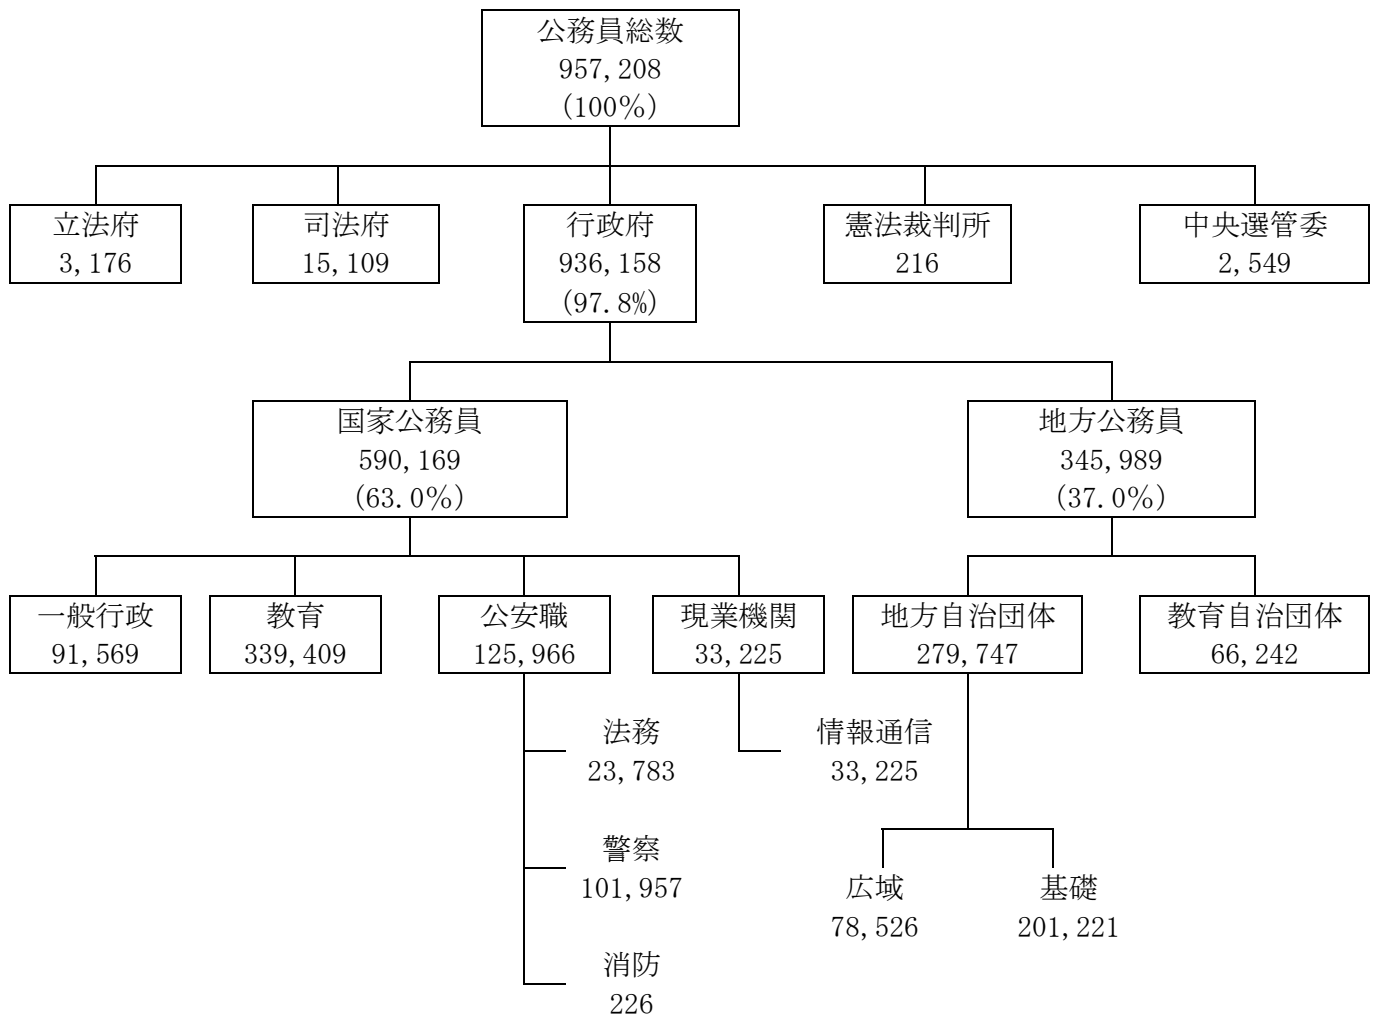 公務員総数
957,208
(100%)
立法府
3,176
司法府
15,109
行政府
936,158
(97.8%)
憲法裁判所
216
中央選管委
2,549
国家公務員
590,169
(63.0%)
地方公務員
345,989
(37.0%)
一般行政
91,569
教育
339,409
公安職
125,966
現業機関
33,225
地方自治団体
279,747
教育自治団体
66,242
法務
23,783
情報通信
33,225
警察
101,957
広域
78,526
基礎
201,221
消防
226